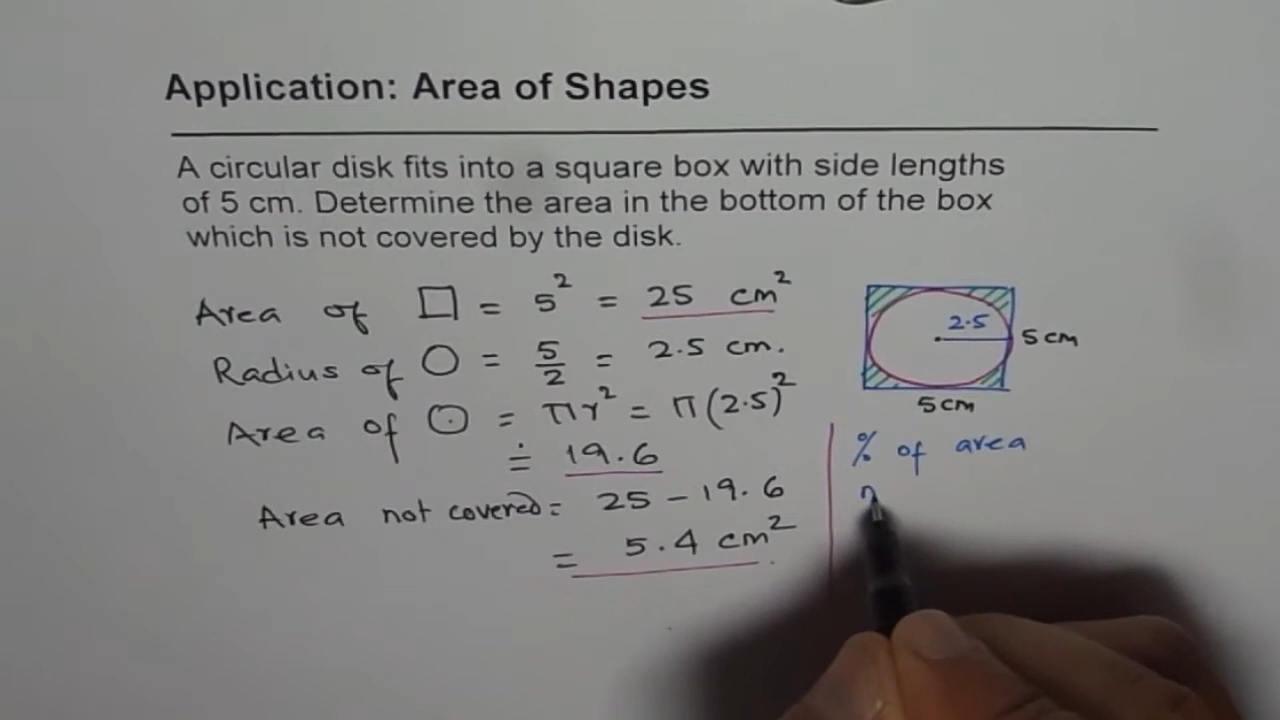 Application: Area of Shapes
A circular disk fits into a square box with side lengths
of 5 cm. Determine the area in the bottom of the box
which is not covered by the disk.
Area of □ = 5² = 25 cm²
Radius of ○ = 5/2 = 2.5 cm.
Area of ⊙ = πr² = π(2.5)²
≐ 19.6
Area not covered = 25 - 19.6
= 5.4 cm².
2.5
5 cm
5 cm
% of area